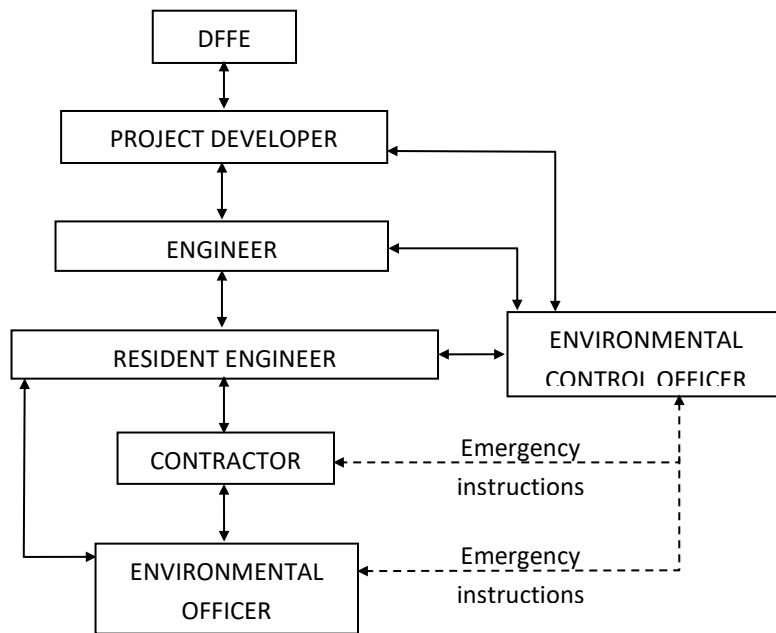 DFFE
PROJECT DEVELOPER
ENGINEER
RESIDENT ENGINEER
ENVIRONMENTAL
CONTROL OFFICER
CONTRACTOR
Emergency
instructions
ENVIRONMENTAL
OFFICER
Emergency
instructions